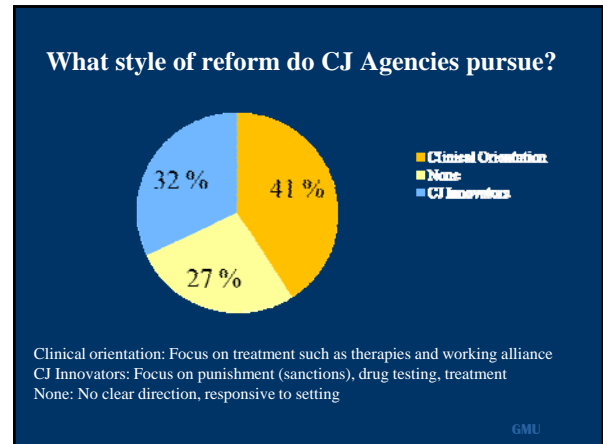 What style of reform do CJ Agencies pursue?
32 %
41 %
27 %
Clinical Orientation
None
CJ Innovators
Clinical orientation: Focus on treatment such as therapies and working alliance
CJ Innovators: Focus on punishment (sanctions), drug testing, treatment
None: No clear direction, responsive to setting
GMU